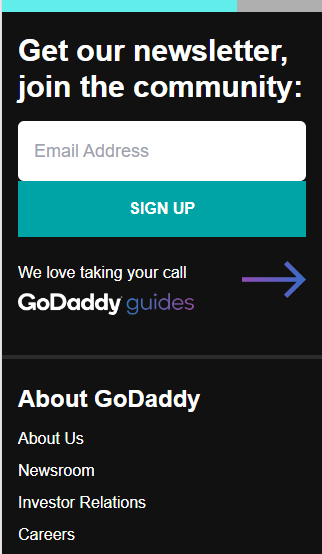 Get our newsletter,
join the community:
Email Address
SIGN UP
We love taking your call
GoDaddy guides
About GoDaddy
About Us
Newsroom
Investor Relations
Careers